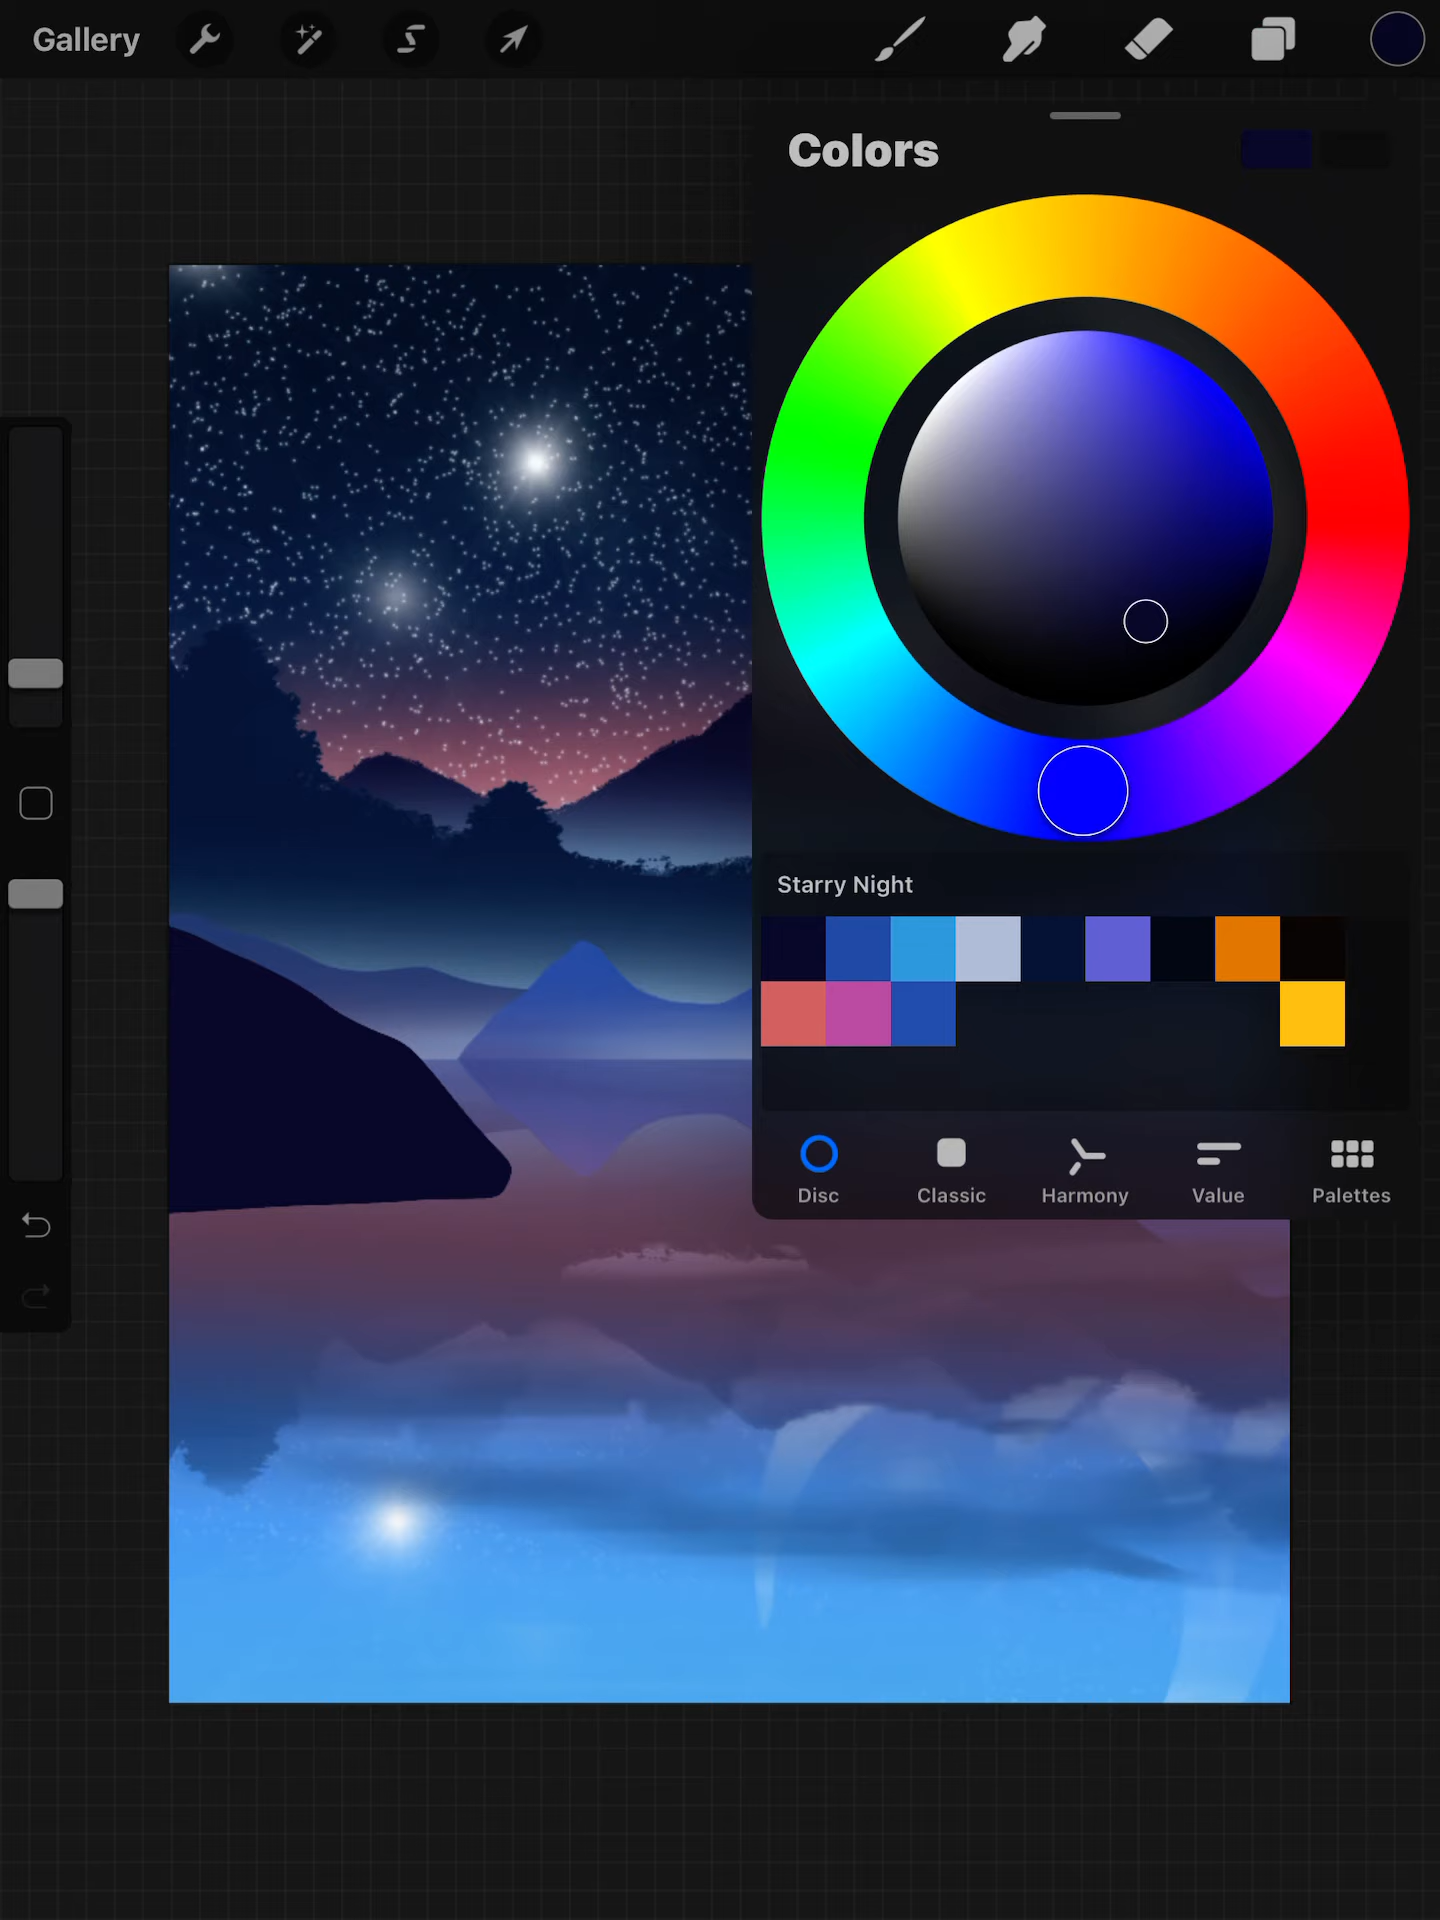 Gallery
Colors
Starry Night
Disc
Classic
Harmony
Value
Palettes